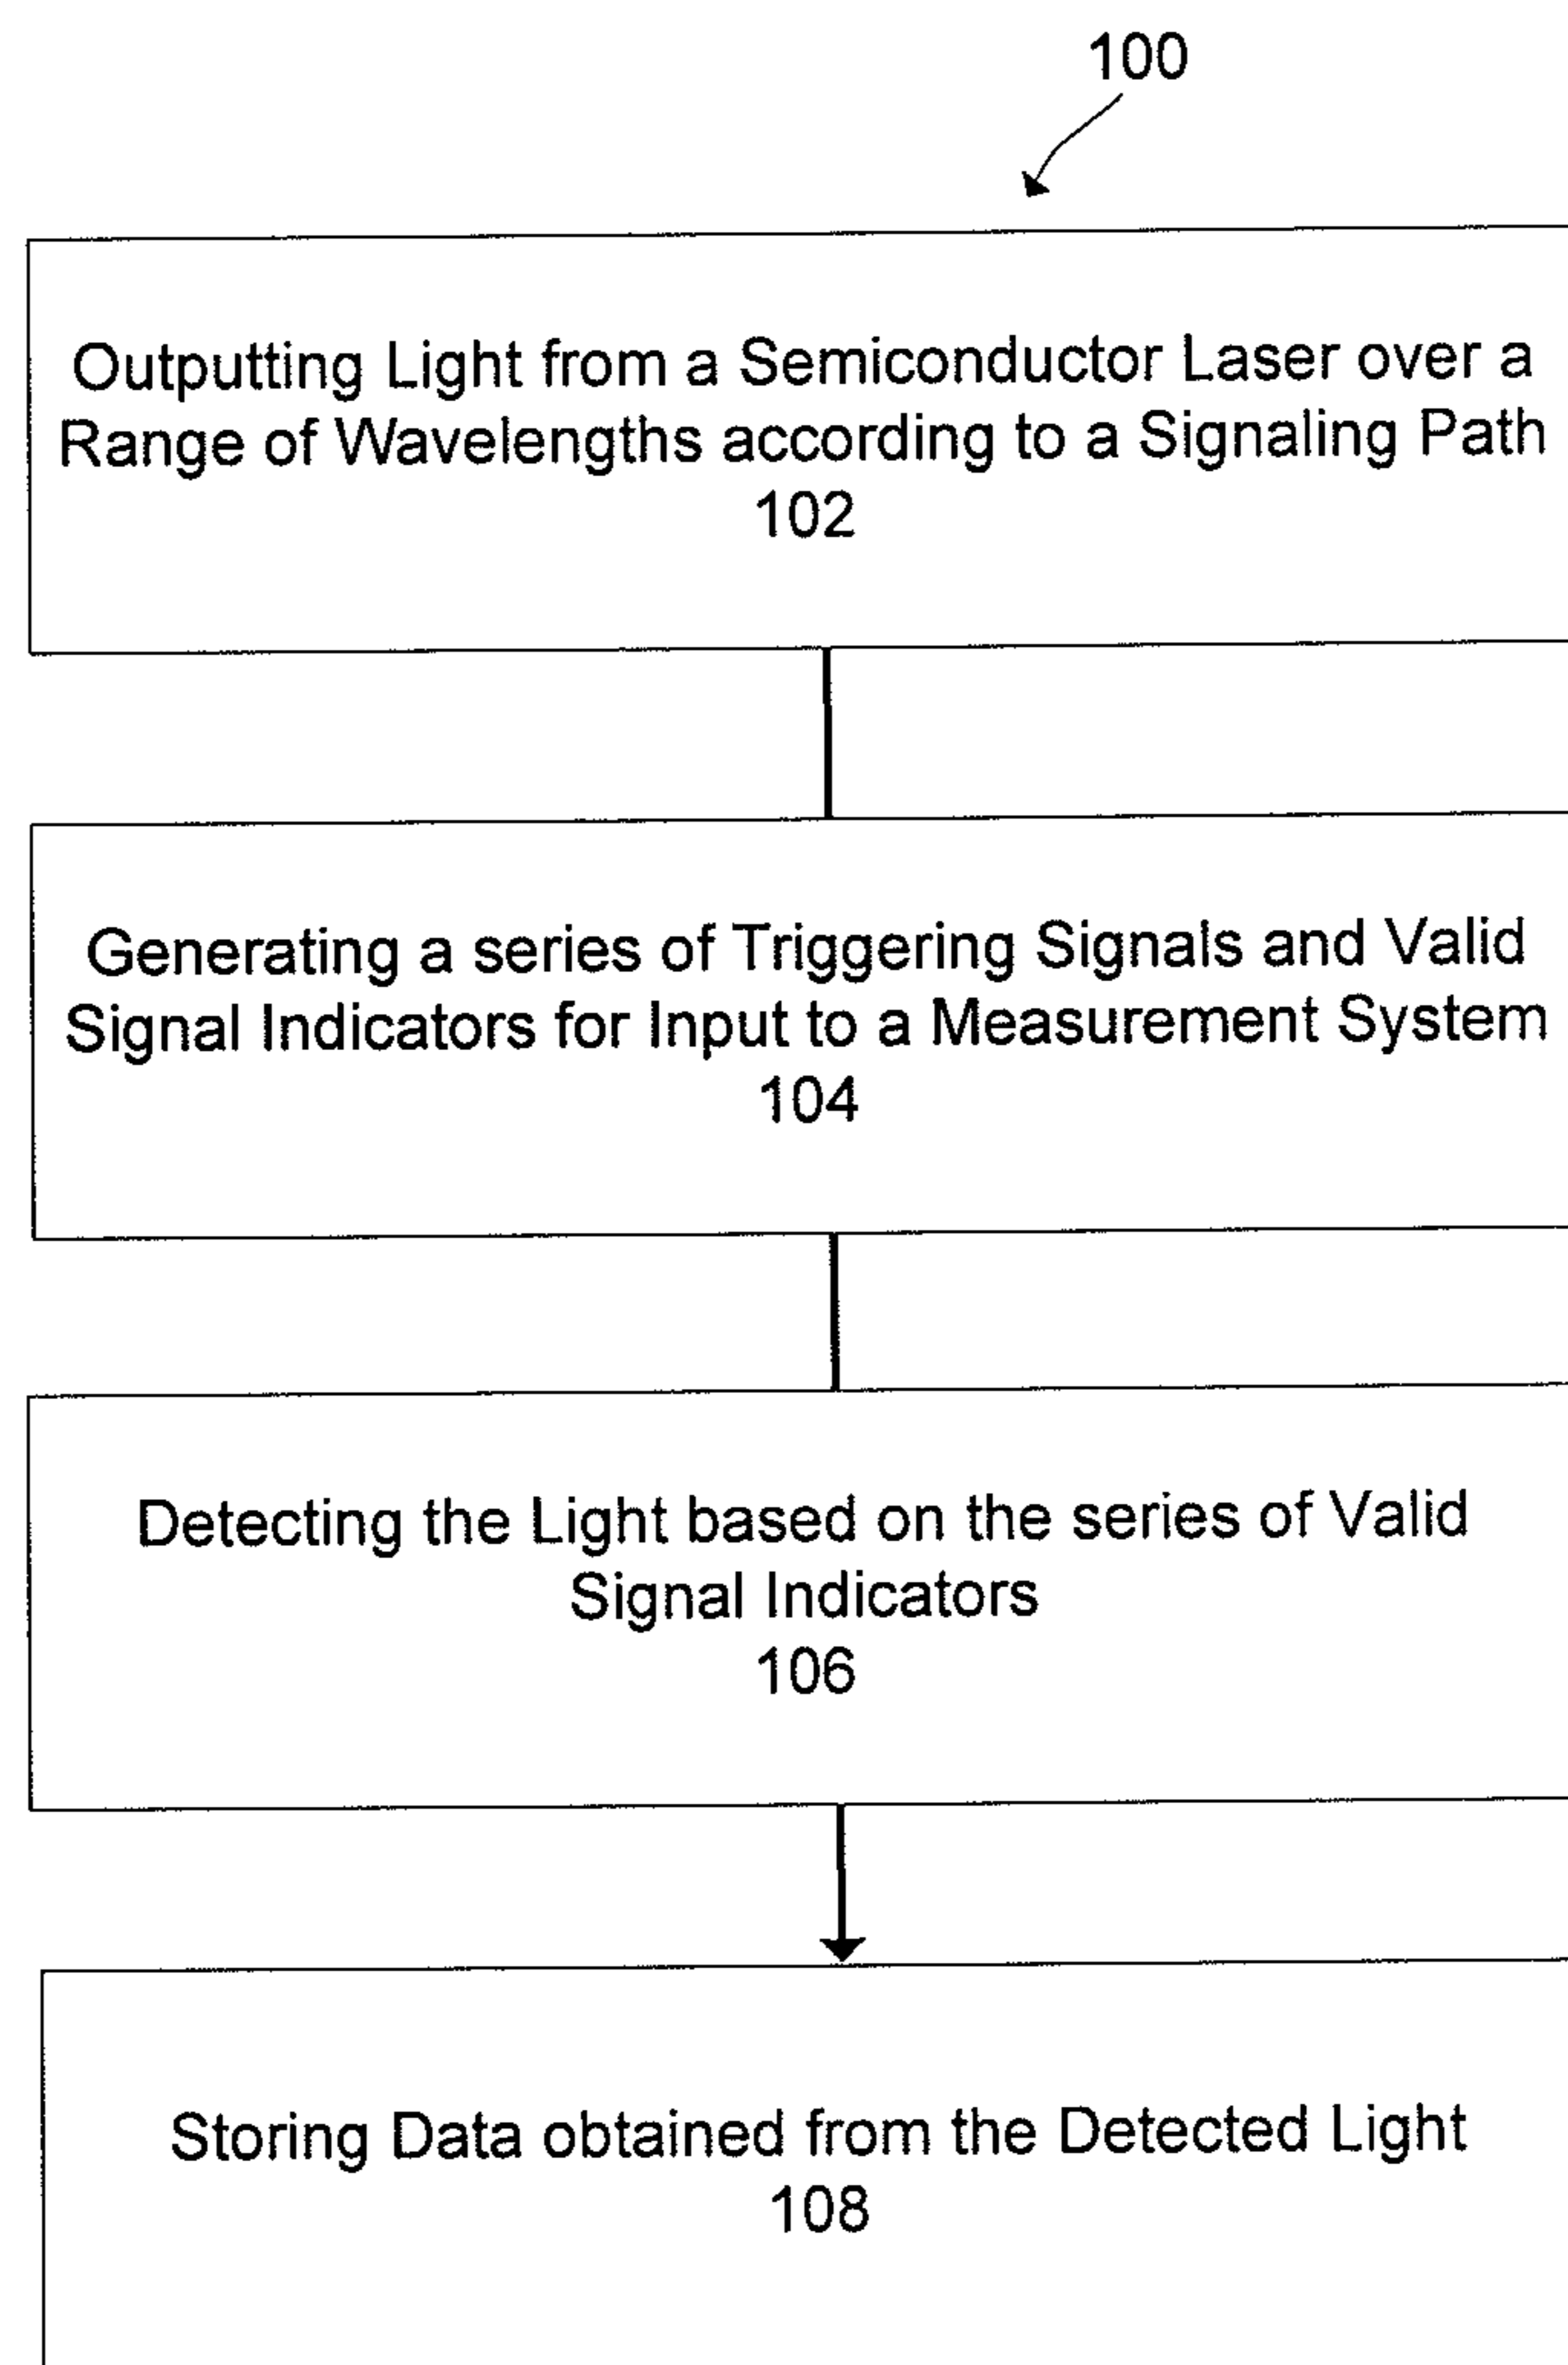 100
Outputting Light from a Semiconductor Laser over a
Range of Wavelengths according to a Signaling Path
102
Generating a series of Triggering Signals and Valid
Signal Indicators for Input to a Measurement System
104
Detecting the Light based on the series of Valid
Signal Indicators
106
Storing Data obtained from the Detected Light
108